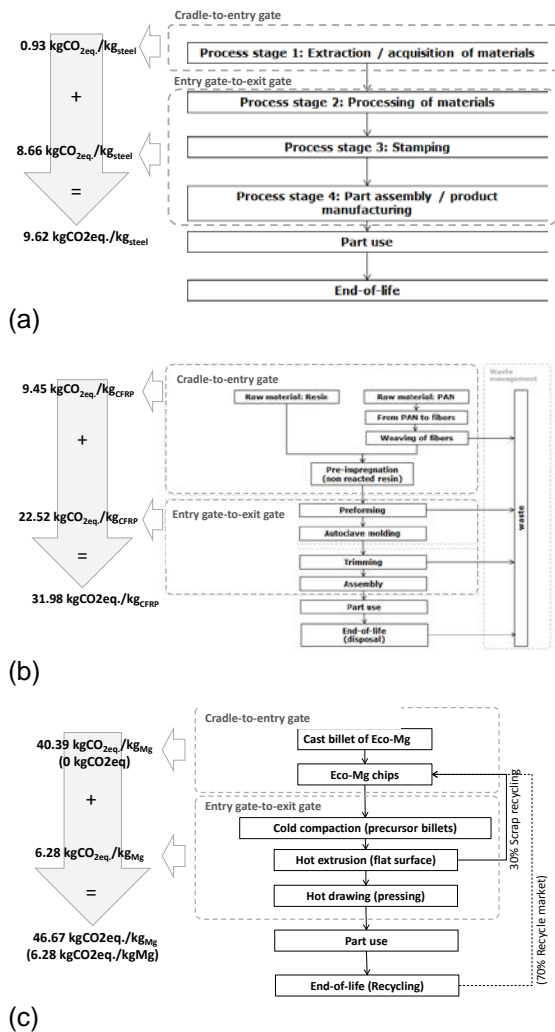 Cradle-to-entry gate
0.93 kgCO2eq./kgsteel
Process stage 1: Extraction / acquisition of materials
Entry gate-to-exit gate
+
Process stage 2: Processing of materials
8.66 kgCO2eq./kgsteel
Process stage 3: Stamping
=
Process stage 4: Part assembly / product
manufacturing
9.62 kgCO2eq./kgsteel
Part use
End-of-life
(a)
Waste
management
Cradle-to-entry gate
9.45 kgCO2eq./kgCFRP
Raw material: Resin
Raw material: PAN
From PAN to fibers
+
Weaving of fibers
Pre-impregnation
(non reacted resin)
waste
Entry gate-to-exit gate
22.52 kgCO2eq./kgCFRP
Preforming
Autoclave molding
=
Trimming
31.98 kgCO2eq./kgCFRP
Assembly
Part use
End-of-life
(disposal)
(b)
Cradle-to-entry gate
40.39 kgCO2eq./kgMg
(0 kgCO2eq)
Cast billet of Eco-Mg
Eco-Mg chips
+
Entry gate-to-exit gate
Cold compaction (precursor billets)
6.28 kgCO2eq./kgMg
Hot extrusion (flat surface)
30% Scrap recycling
(70% Recycle market)
=
Hot drawing (pressing)
46.67 kgCO2eq./kgMg
(6.28 kgCO2eq./kgMg)
Part use
End-of-life (Recycling)
(c)